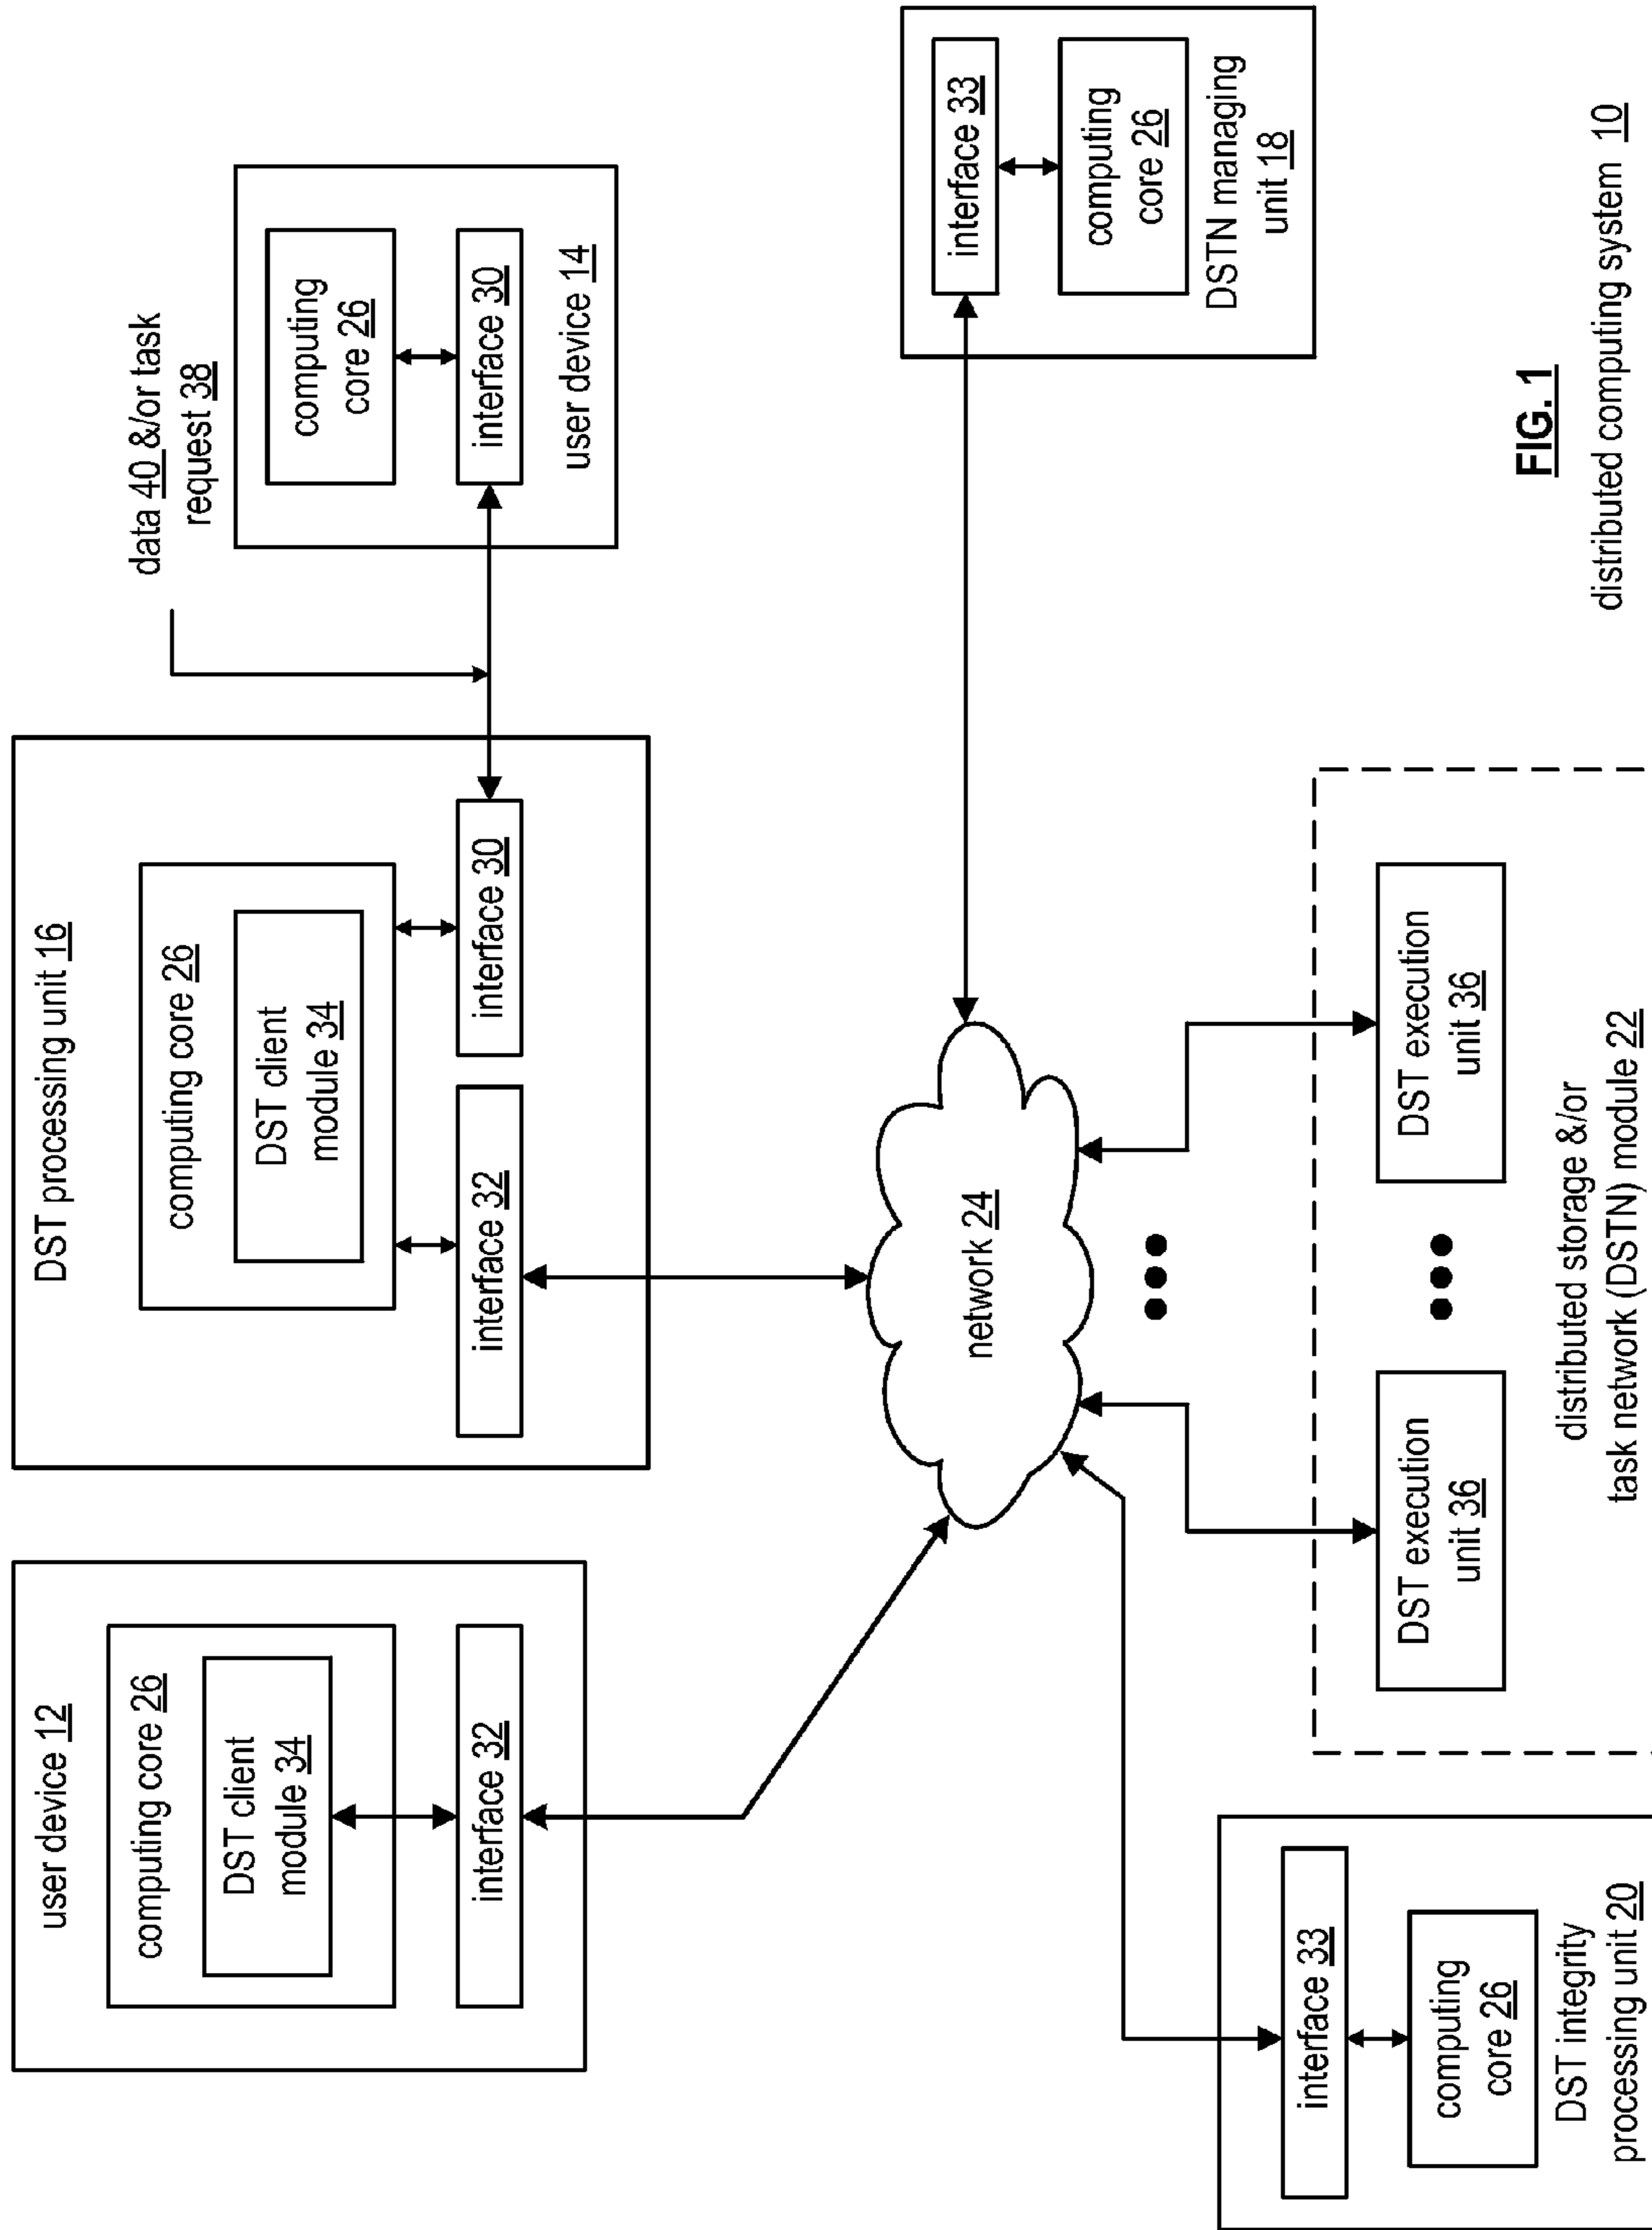 user device 12
computing core 26
DST client
module 34
interface 32
DST processing unit 16
computing core 26
DST client
module 34
interface 32
interface 30
data 40 &/or task
request 38
computing
core 26
interface 30
user device 14
network 24
interface 33
computing
core 26
DSTN managing
unit 18
interface 33
computing
core 26
DST integrity
processing unit 20
DST execution
unit 36
DST execution
unit 36
distributed storage &/or
task network (DSTN) module 22
FIG. 1
distributed computing system 10